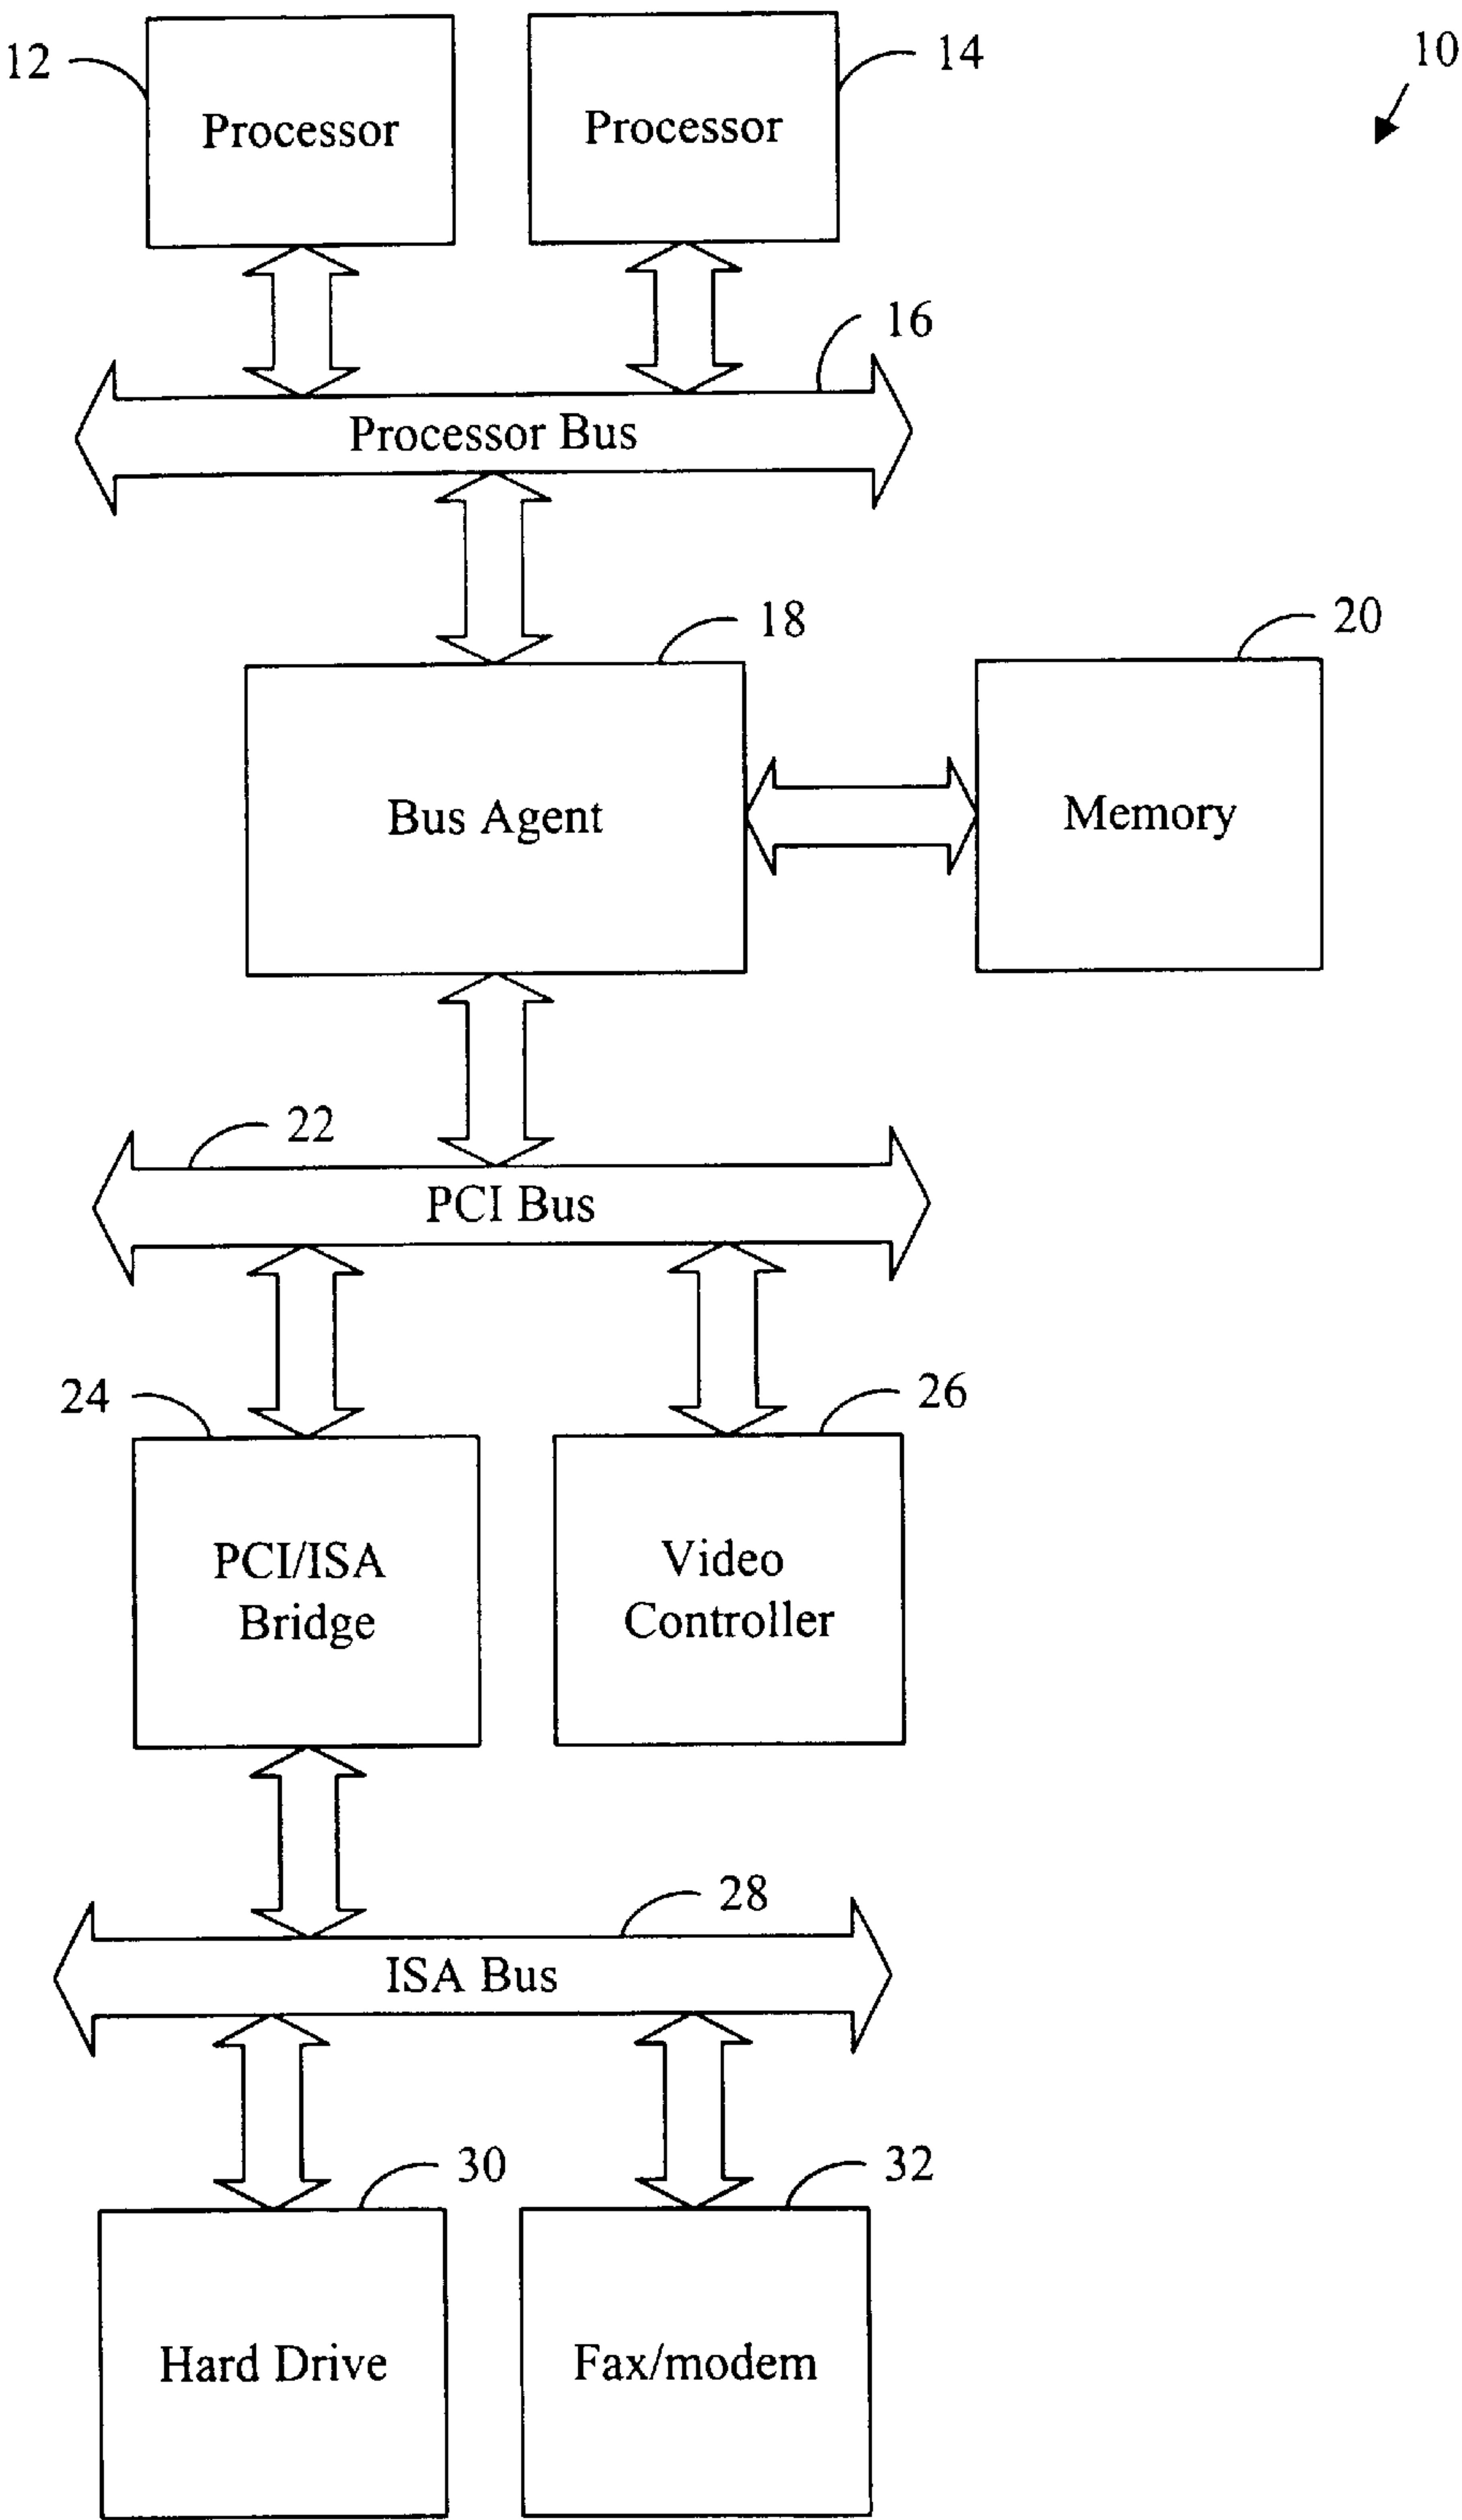 12
14
10
Processor
Processor
16
Processor Bus
18
20
Bus Agent
Memory
22
PCI Bus
24
26
PCI/ISA
Bridge
Video
Controller
28
ISA Bus
30
32
Hard Drive
Fax/modem